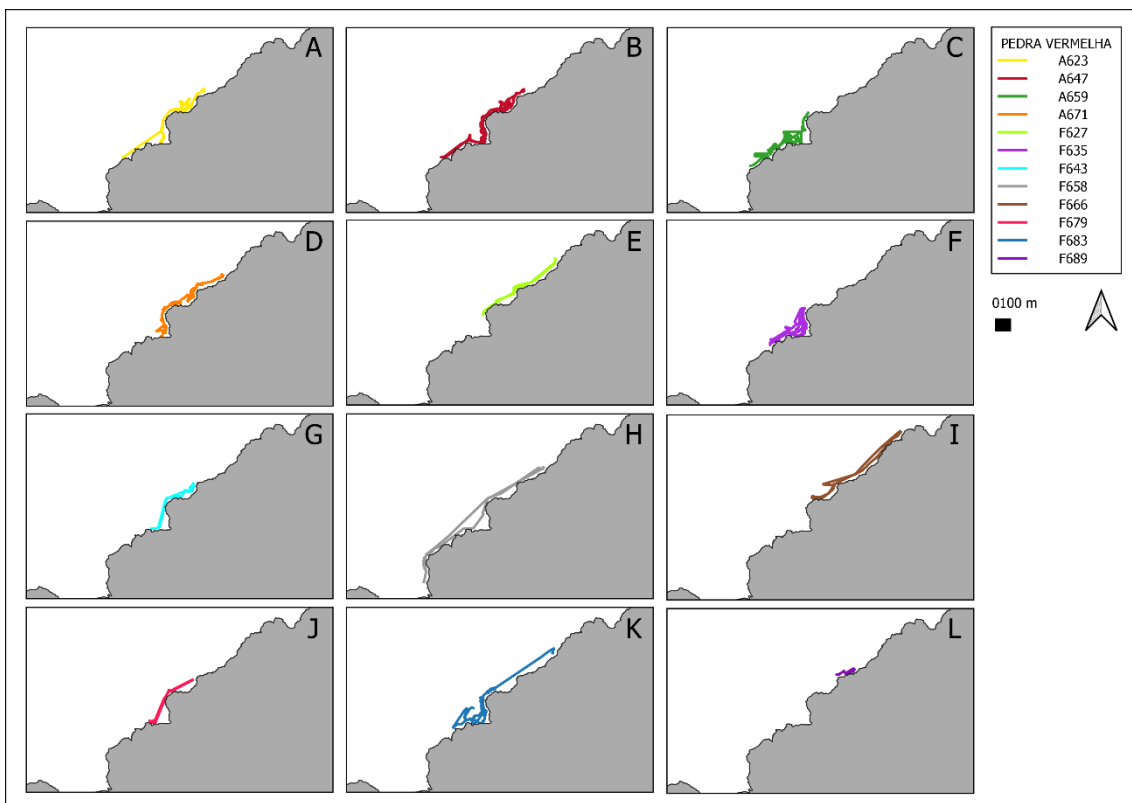 A
B
C
D
E
F
G
H
I
J
K
L
PEDRA VERMELHA
A623
A647
A659
A671
F627
F635
F643
F658
F666
F679
F683
F689
0100 m